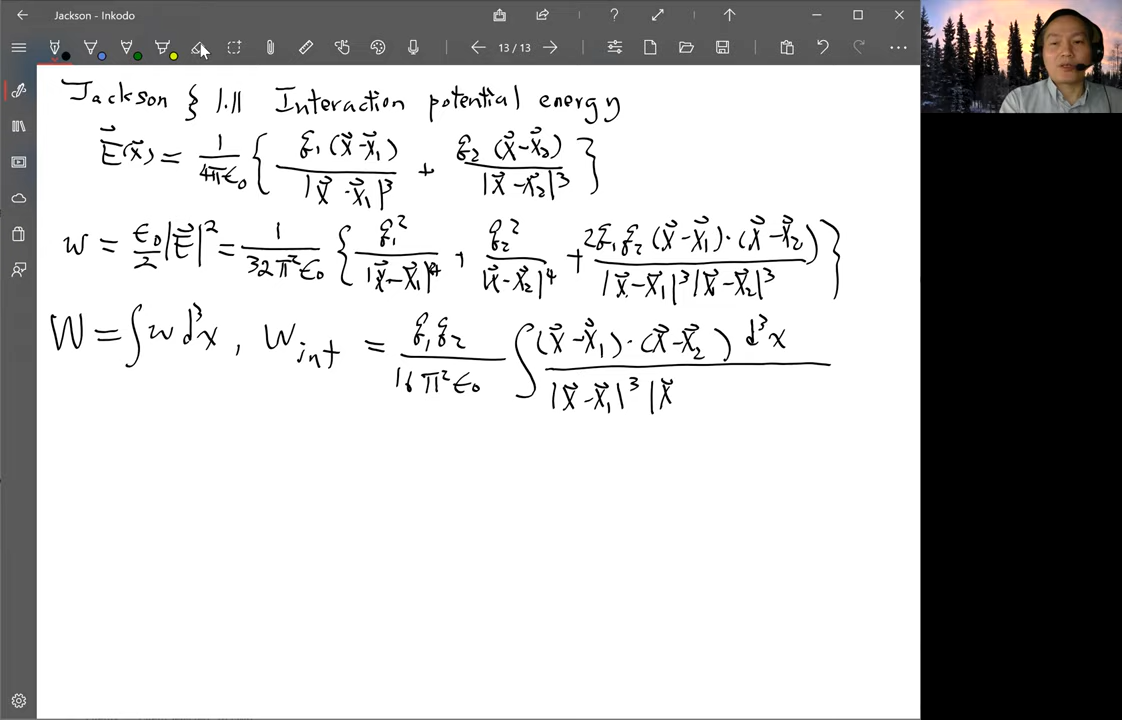 Jackson - Inkodo
13 / 13
Jackson § 1.11 Interaction potential energy
E⃗(x⃗) = 1/4πε₀ { q₁(x⃗-x⃗₁)/|x⃗-x⃗₁|³ + q₂(x⃗-x⃗₂)/|x⃗-x⃗₂|³ }
w = ε₀/2 |E⃗|² = 1/32π²ε₀ { q₁²/|x⃗-x⃗₁|⁴ + q₂²/|x⃗-x⃗₂|⁴ + 2q₁q₂(x⃗-x⃗₁)·(x⃗-x⃗₂)/|x⃗-x⃗₁|³|x⃗-x⃗₂|³ }
W = ∫w d³x, W_int = q₁q₂/16π²ε₀ ∫ (x⃗-x⃗₁)·(x⃗-x⃗₂) d³x/|x⃗-x⃗₁|³ |x⃗